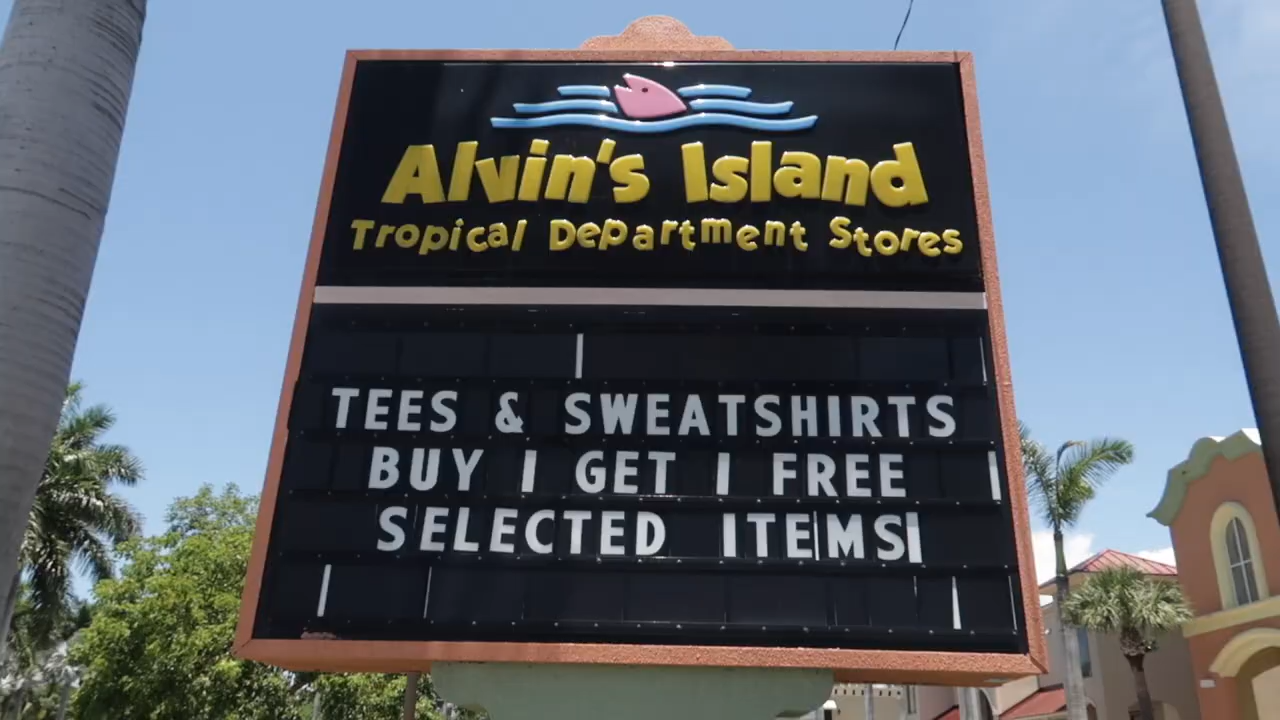 Alvin's Island
Tropical Department Stores
TEES & SWEATSHIRTS
BUY 1 GET 1 FREE
SELECTED ITEMS